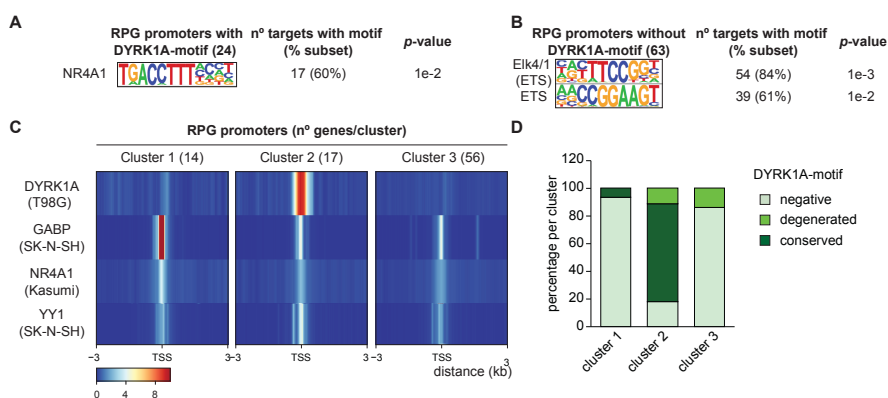 A
RPG promoters with
DYRK1A-motif (24)
nº targets with motif
(% subset)
p-value
NR4A1
TGACCTTT
17 (60%)
1e-2
B
RPG promoters without
DYRK1A-motif (63)
nº targets with motif
(% subset)
p-value
Elk4/1
(ETS)
TTCCGG
54 (84%)
1e-3
ETS
CCGGAAGT
39 (61%)
1e-2
C
RPG promoters (nº genes/cluster)
Cluster 1 (14)
Cluster 2 (17)
Cluster 3 (56)
DYRK1A
(T98G)
GABP
(SK-N-SH)
NR4A1
(Kasumi)
YY1
(SK-N-SH)
−3
TSS
3
−3
TSS
3
−3
TSS
3
distance (kb)
0
4
8
D
percentage per cluster
120
100
80
60
40
20
0
cluster 1
cluster 2
cluster 3
DYRK1A-motif
negative
degenerated
conserved